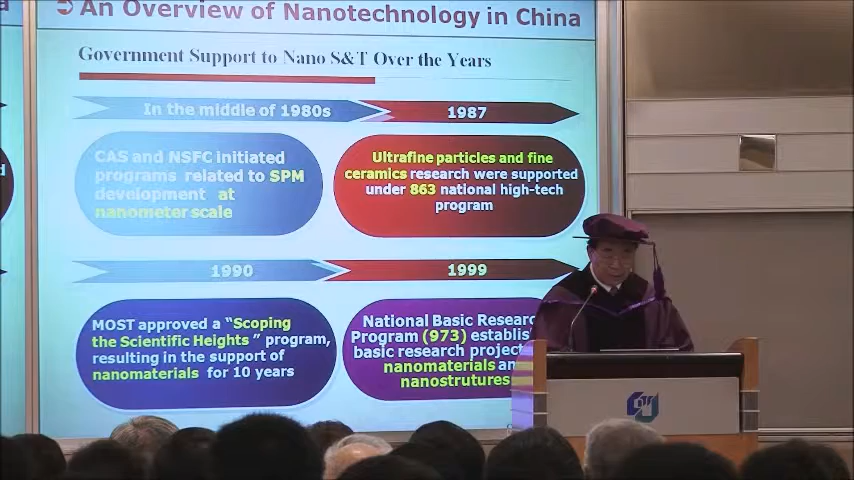 An Overview of Nanotechnology in China
Government Support to Nano S&T Over the Years
In the middle of 1980s
1987
CAS and NSFC initiated
programs related to SPM
development at
nanometer scale
Ultrafine particles and fine
ceramics research were supported
under 863 national high-tech
program
1990
1999
MOST approved a “Scoping
the Scientific Heights ” program,
resulting in the support of
nanomaterials for 10 years
National Basic Researc
Program (973) establis
basic research project
nanomaterials an
nanostrutures